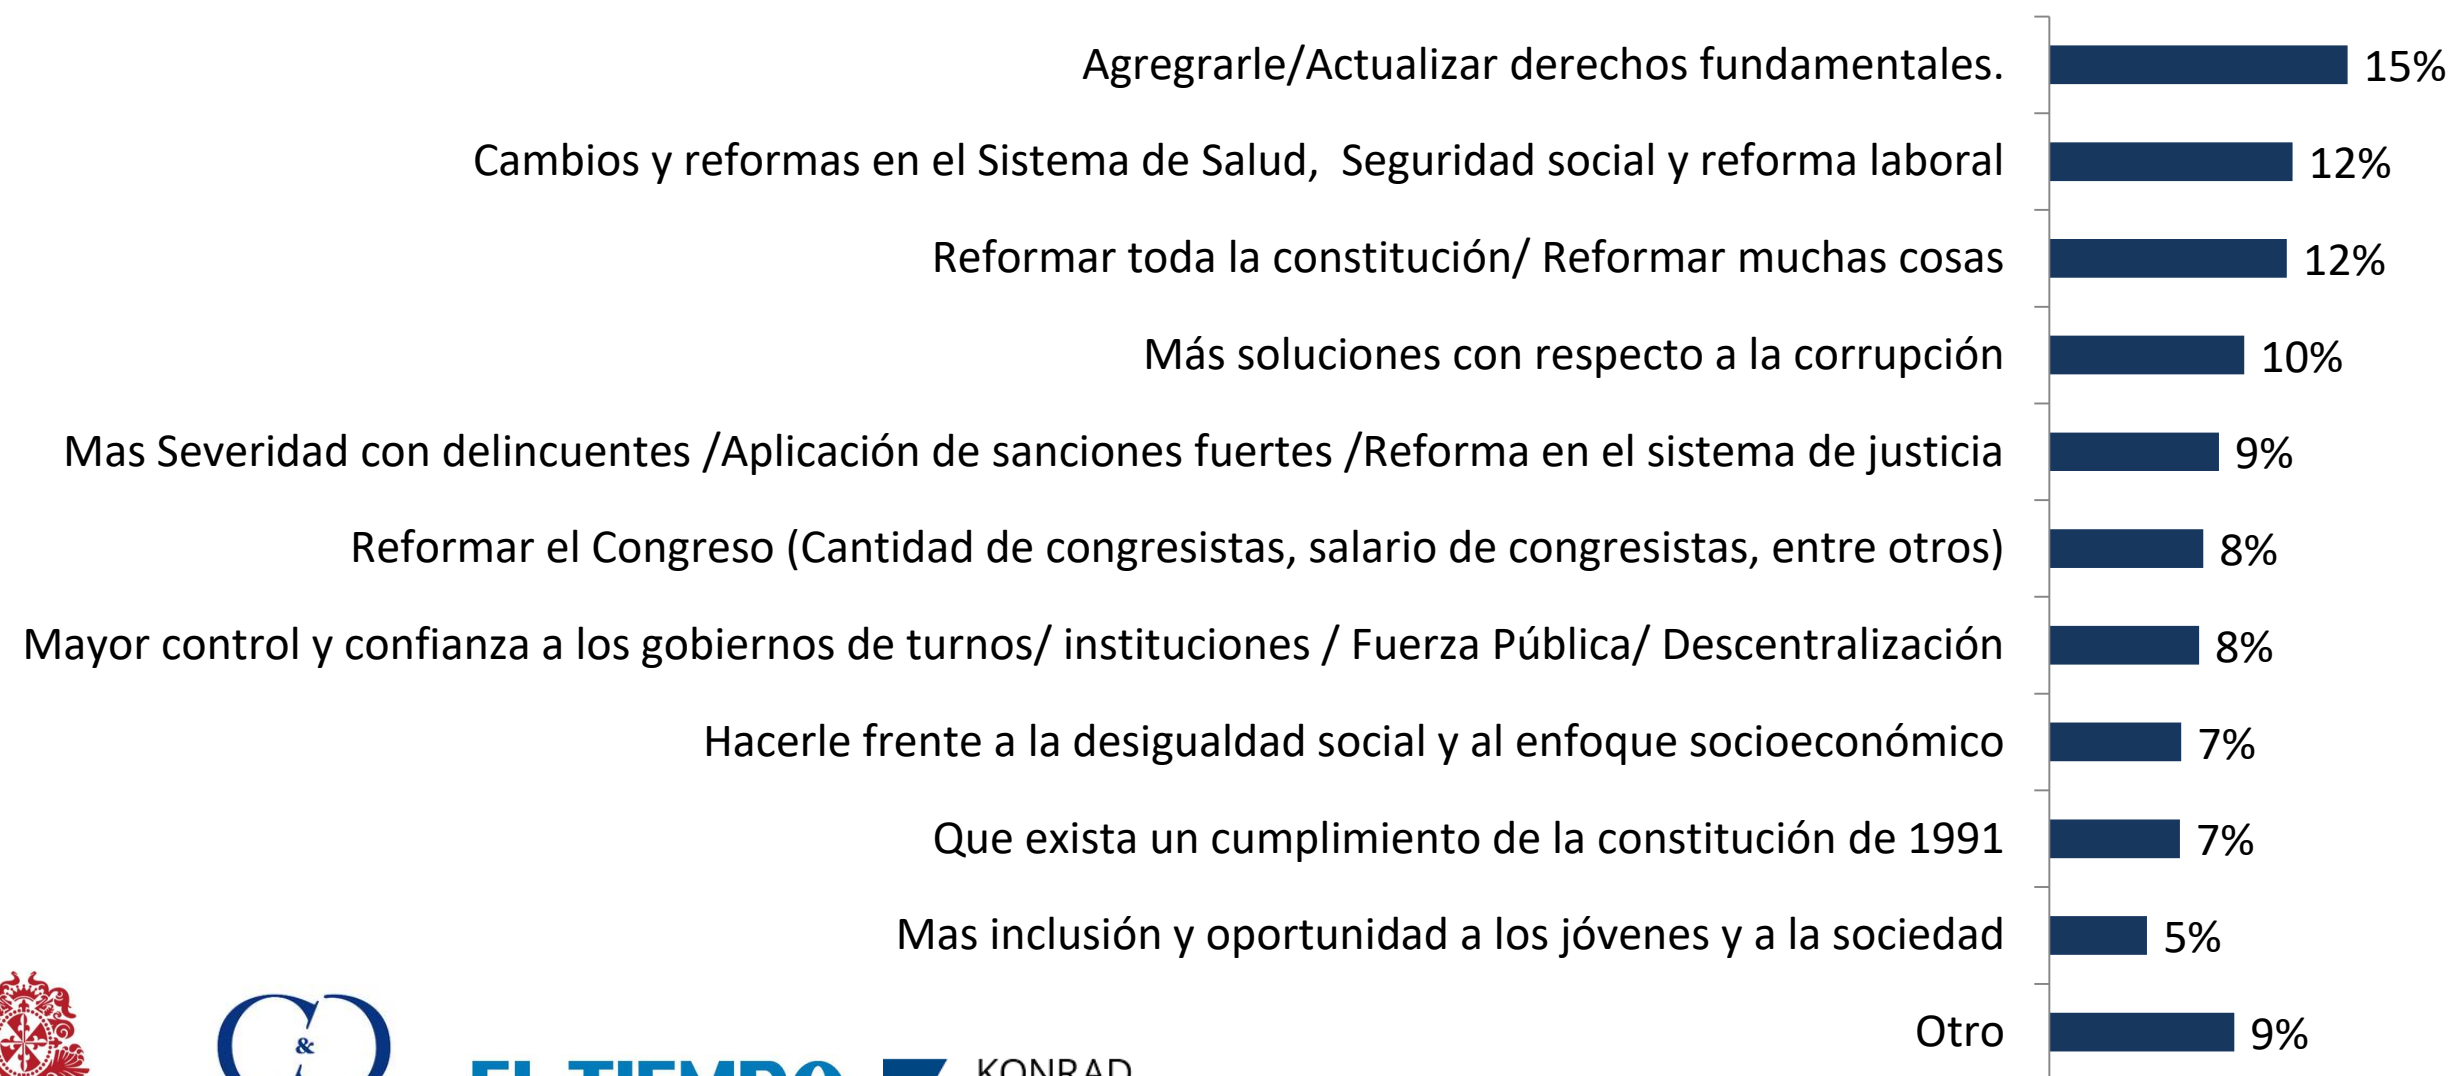 Agregrarle/Actualizar derechos fundamentales. 15%
Cambios y reformas en el Sistema de Salud,  Seguridad social y reforma laboral 12%
Reformar toda la constitución/ Reformar muchas cosas 12%
Más soluciones con respecto a la corrupción 10%
Mas Severidad con delincuentes /Aplicación de sanciones fuertes /Reforma en el sistema de justicia 9%
Reformar el Congreso (Cantidad de congresistas, salario de congresistas, entre otros) 8%
Mayor control y confianza a los gobiernos de turnos/ instituciones / Fuerza Pública/ Descentralización 8%
Hacerle frente a la desigualdad social y al enfoque socioeconómico 7%
Que exista un cumplimiento de la constitución de 1991 7%
Mas inclusión y oportunidad a los jóvenes y a la sociedad 5%
Otro 9%
&
EL TIEMPO
KONRAD